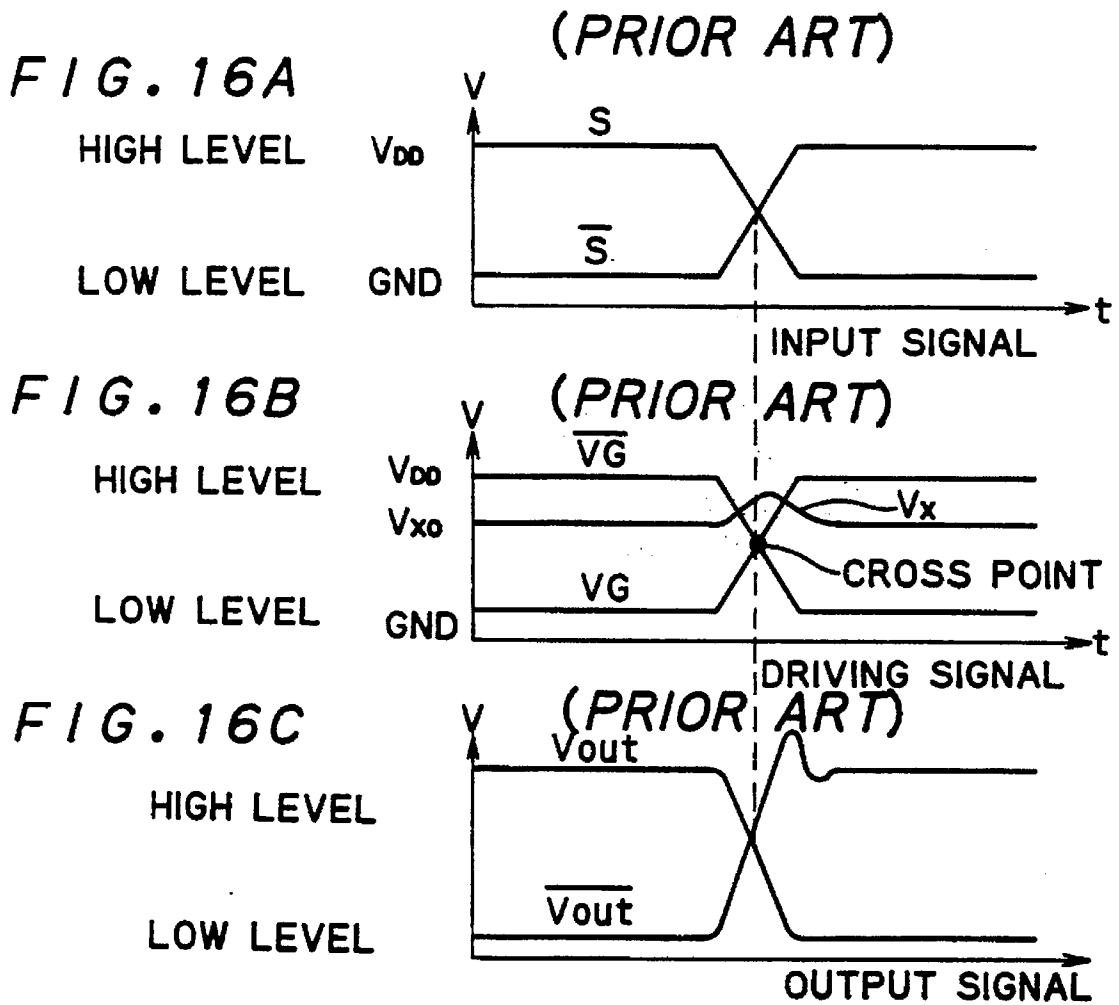 (PRIOR ART)
FIG. 16A
V
S
HIGH LEVEL VDD
S̅
LOW LEVEL GND
t
INPUT SIGNAL
FIG. 16B
(PRIOR ART)
V
V̅G̅
HIGH LEVEL VDD
VX0
VX
CROSS POINT
VG
LOW LEVEL GND
t
DRIVING SIGNAL
FIG. 16C
(PRIOR ART)
V
Vout
HIGH LEVEL
V̅o̅u̅t̅
LOW LEVEL
OUTPUT SIGNAL